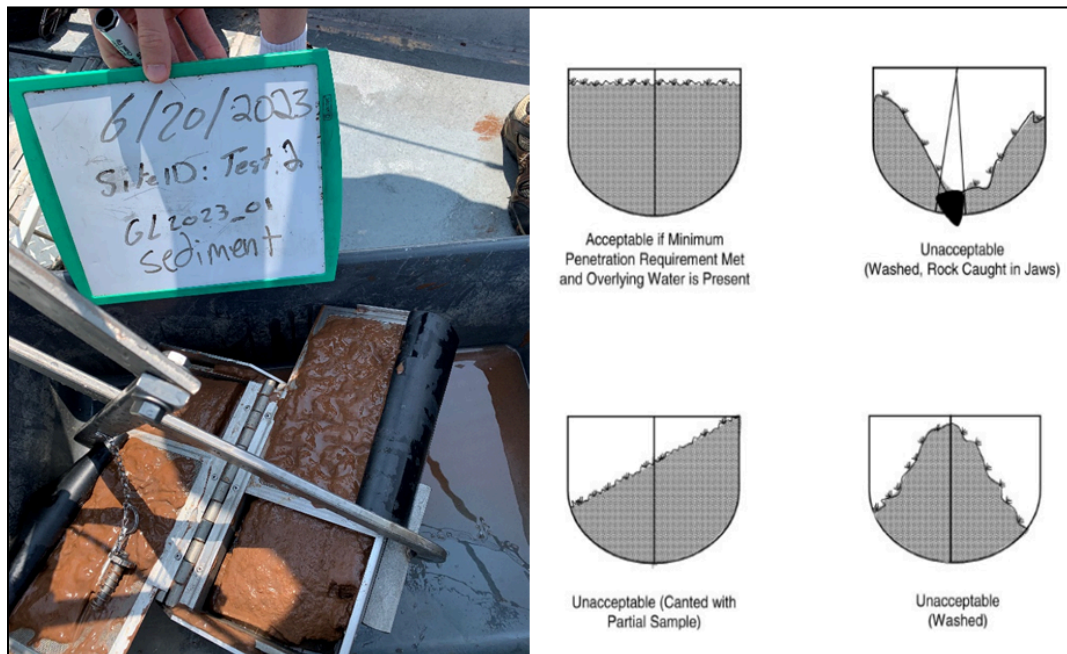 6/20/2023
Site ID: Test 2
GL2023_01
Sediment
Acceptable if Minimum
Penetration Requirement Met
and Overlying Water is Present
Unacceptable
(Washed, Rock Caught in Jaws)
Unacceptable (Canted with
Partial Sample)
Unacceptable
(Washed)